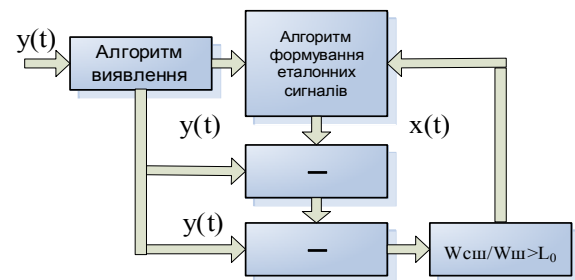 y(t)
Алгоритм
виявлення
Алгоритм
формування
еталонних
сигналів
y(t)
x(t)
–
y(t)
–
Wсш/Wш>L₀